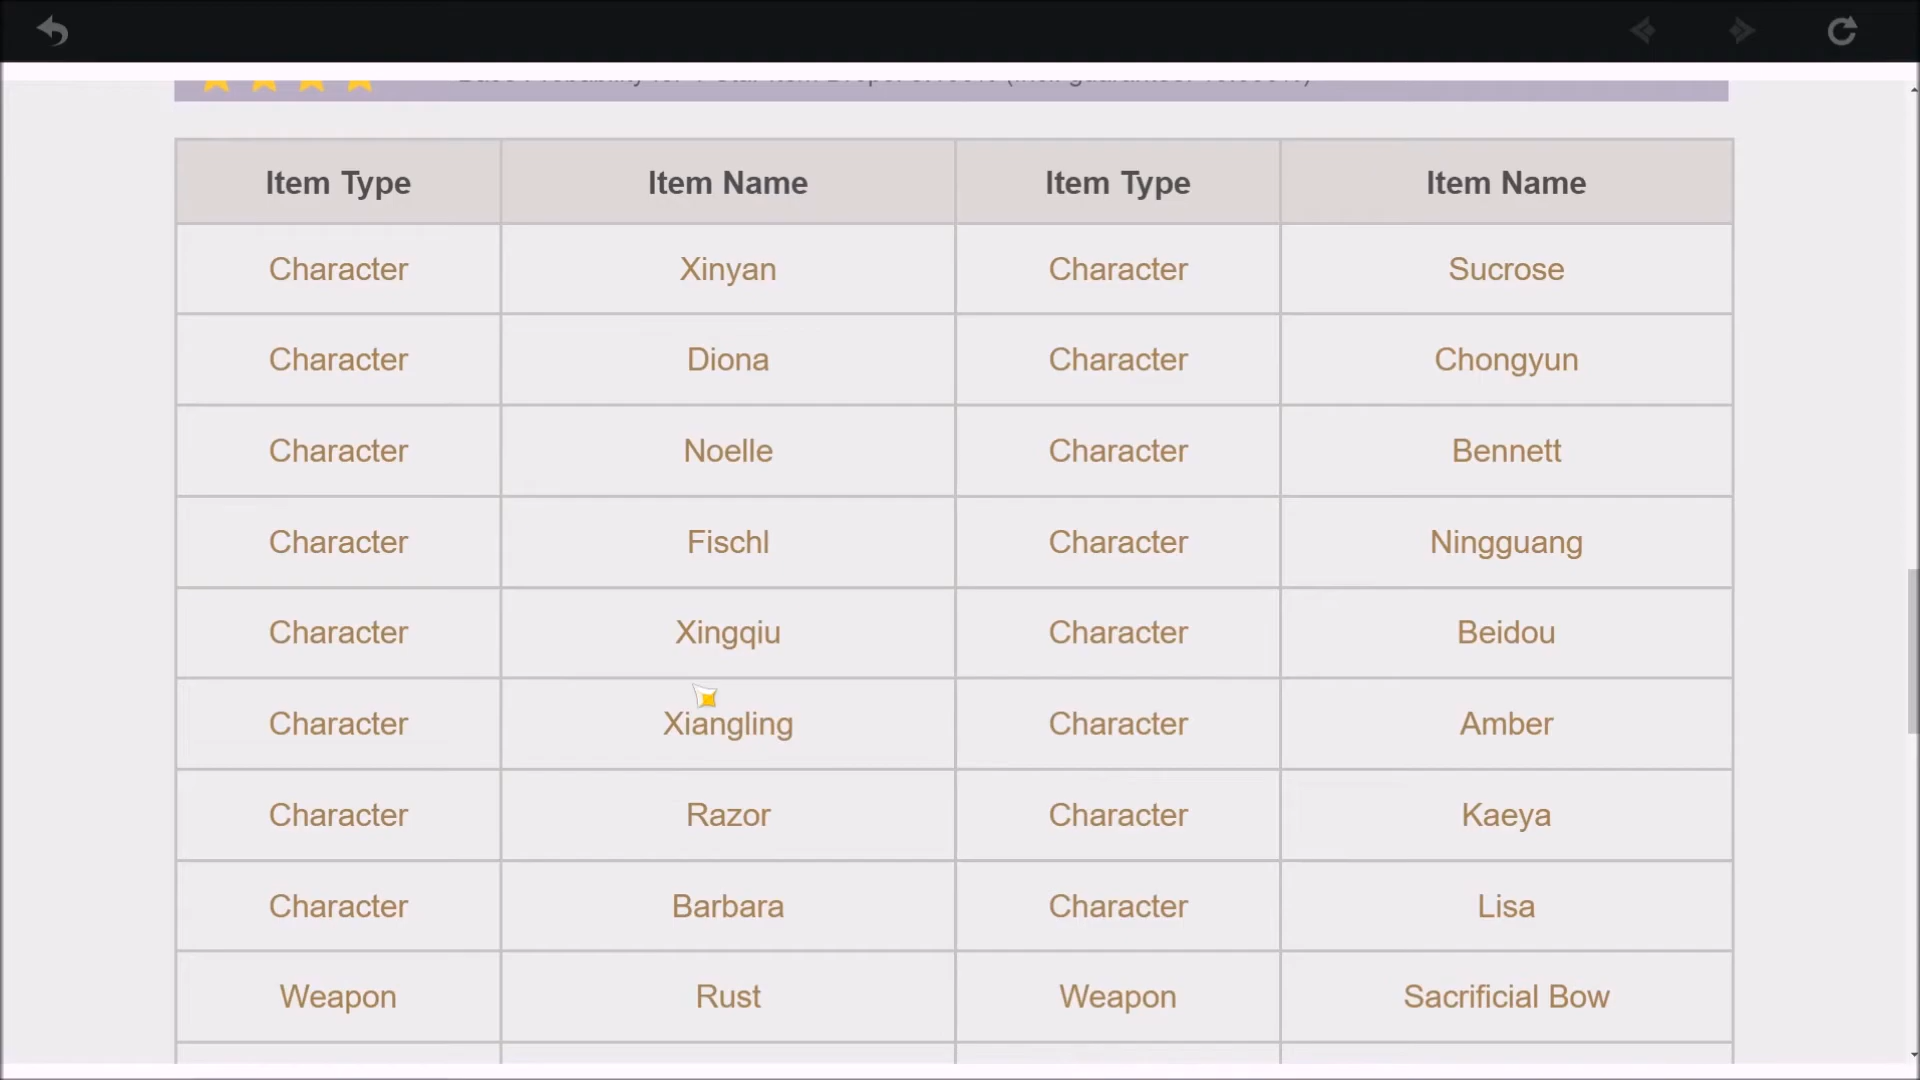 Item Type Item Name Item Type Item Name
Character Xinyan Character Sucrose
Character Diona Character Chongyun
Character Noelle Character Bennett
Character Fischl Character Ningguang
Character Xingqiu Character Beidou
Character Xiangling Character Amber
Character Razor Character Kaeya
Character Barbara Character Lisa
Weapon Rust Weapon Sacrificial Bow